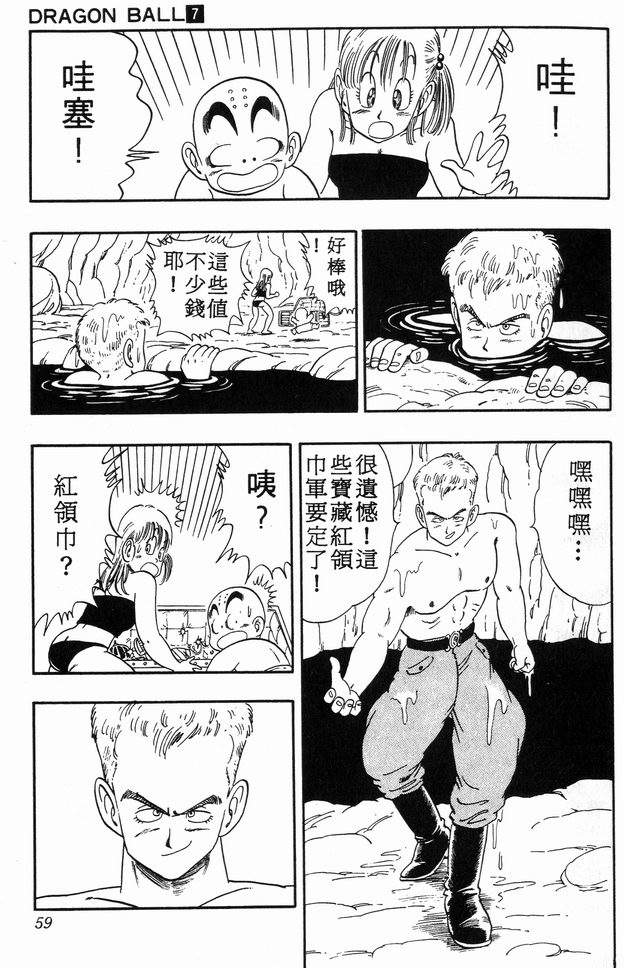 DRAGON BALL 7
哇！
哇塞！
好棒哦！
這些值
不少錢
耶！
嘿嘿嘿…
很遺憾！這
些寶藏紅領
巾軍要定了！
咦？
紅領巾？
59